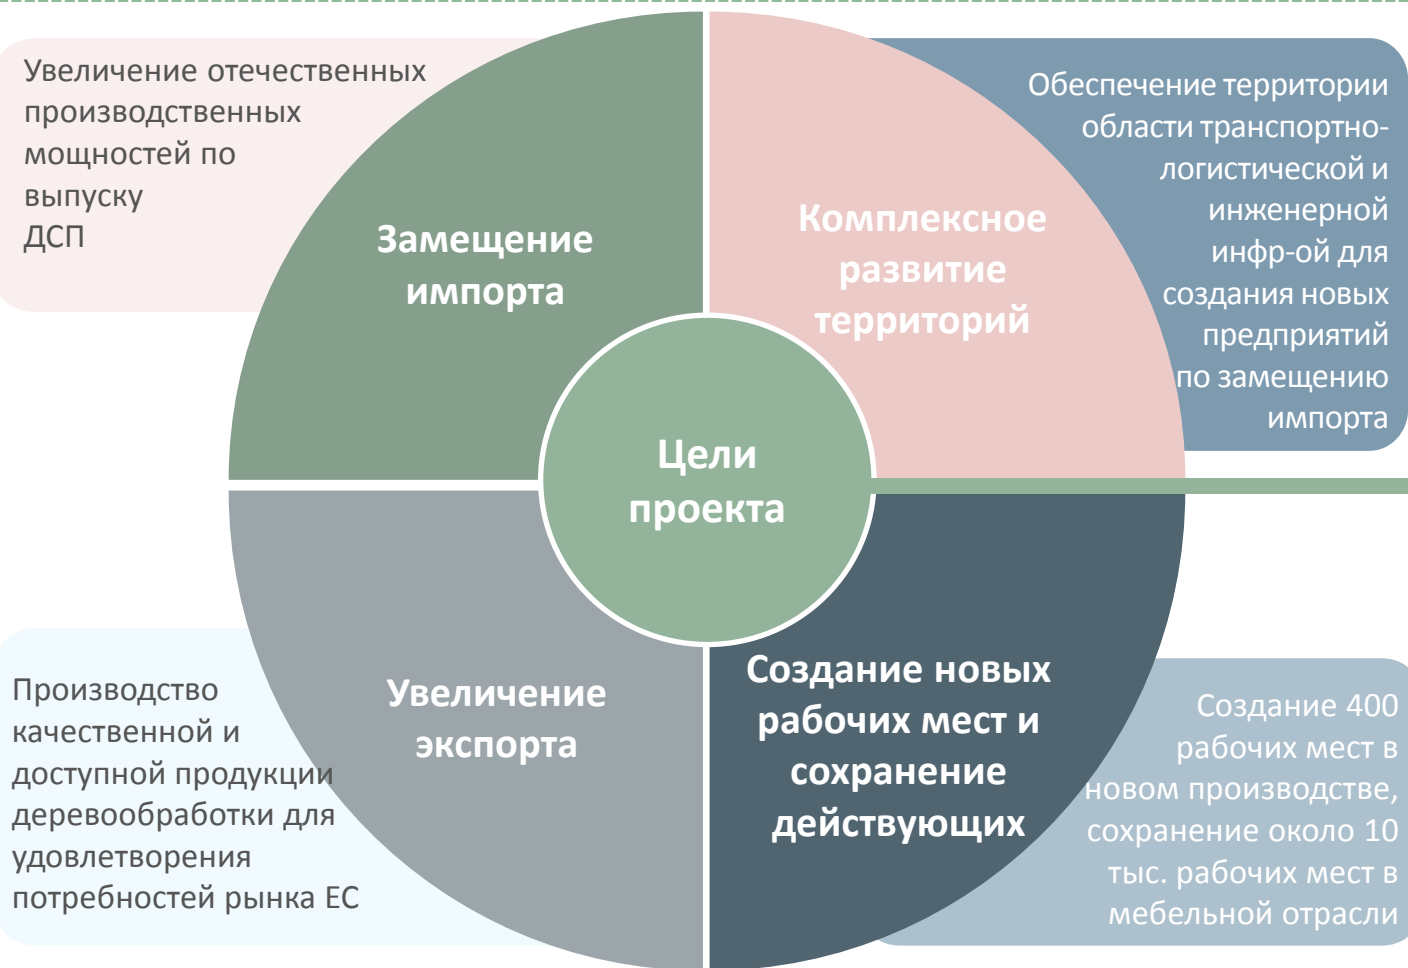 Увеличение отечественных
производственных
мощностей по
выпуску
ДСП
Замещение
импорта
Комплексное
развитие
территорий
Обеспечение территории
области транспортно-
логистической и
инженерной
инфр-ой для
создания новых
предприятий
по замещению
импорта
Цели
проекта
Производство
качественной и
доступной продукции
деревообработки для
удовлетворения
потребностей рынка ЕС
Увеличение
экспорта
Создание новых
рабочих мест и
сохранение
действующих
Создание 400
рабочих мест в
новом производстве,
сохранение около 10
тыс. рабочих мест в
мебельной отрасли